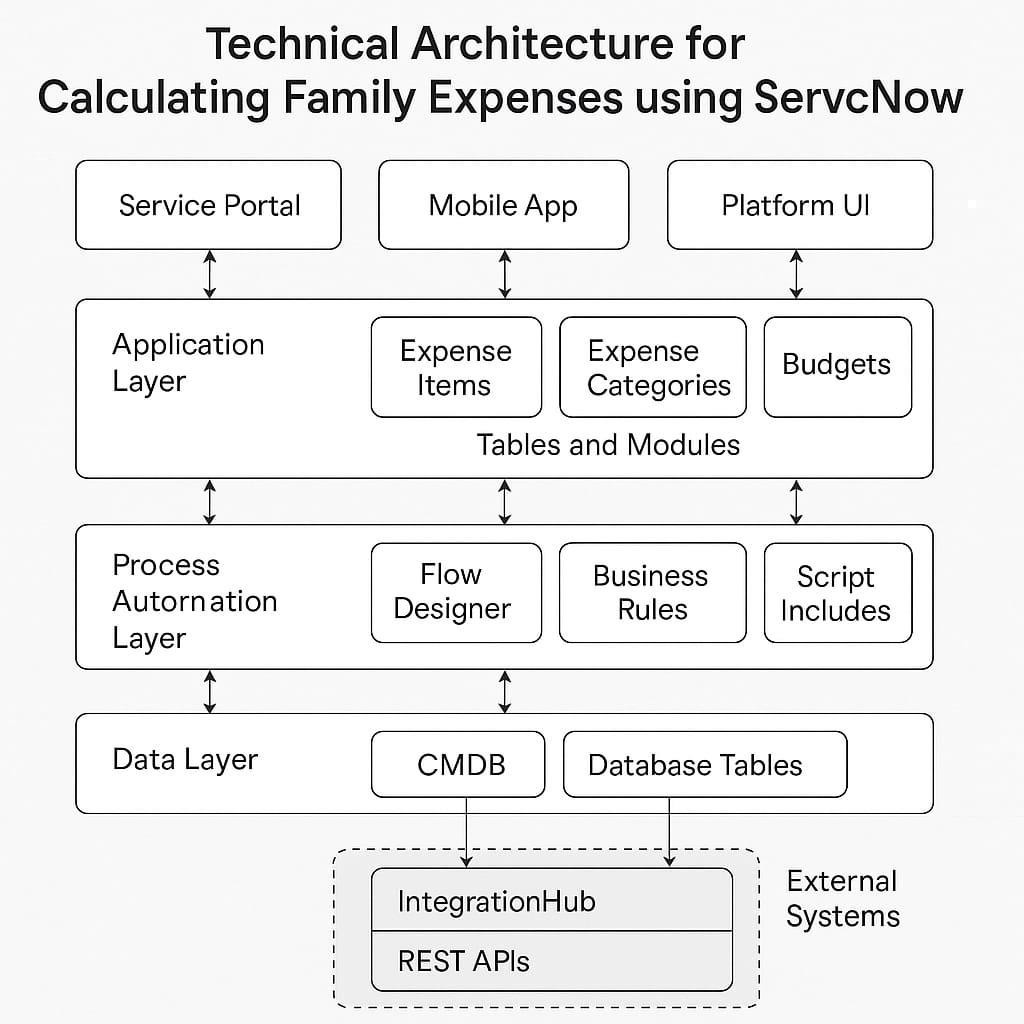 Technical Architecture for
Calculating Family Expenses using ServcNow
Service Portal
Mobile App
Platform UI
Application
Layer
Expense
Items
Expense
Categories
Budgets
Tables and Modules
Process
Autornation
Layer
Flow
Designer
Business
Rules
Script
Includes
Data Layer
CMDB
Database Tables
IntegrationHub
REST APIs
External
Systems